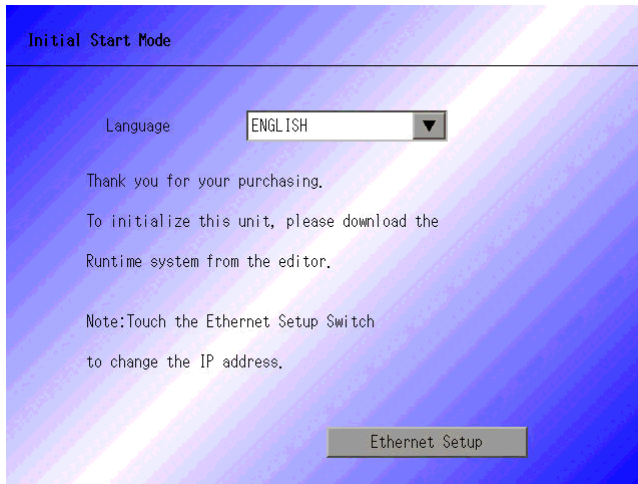 Initial Start Mode
Language
ENGLISH
Thank you for your purchasing.
To initialize this unit, please download the
Runtime system from the editor.
Note:Touch the Ethernet Setup Switch
to change the IP address.
Ethernet Setup